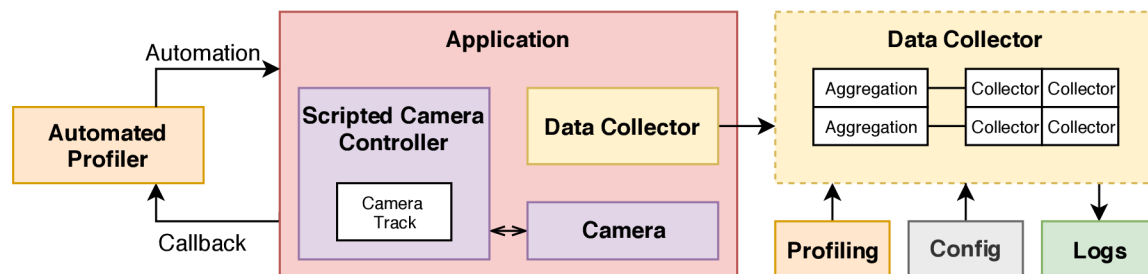 Automation
Automated
Profiler
Callback
Application
Scripted Camera
Controller
Camera
Track
Data Collector
Camera
Data Collector
Aggregation Collector Collector
Aggregation Collector Collector
Profiling
Config
Logs